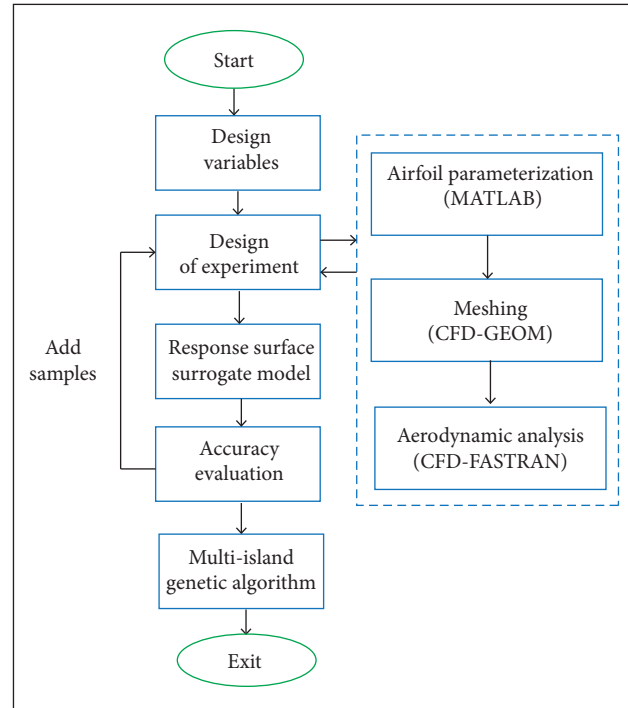 Start
Design
variables
Design
of experiment
Response surface
surrogate model
Accuracy
evaluation
Multi-island
genetic algorithm
Exit
Add
samples
Airfoil parameterization
(MATLAB)
Meshing
(CFD-GEOM)
Aerodynamic analysis
(CFD-FASTRAN)